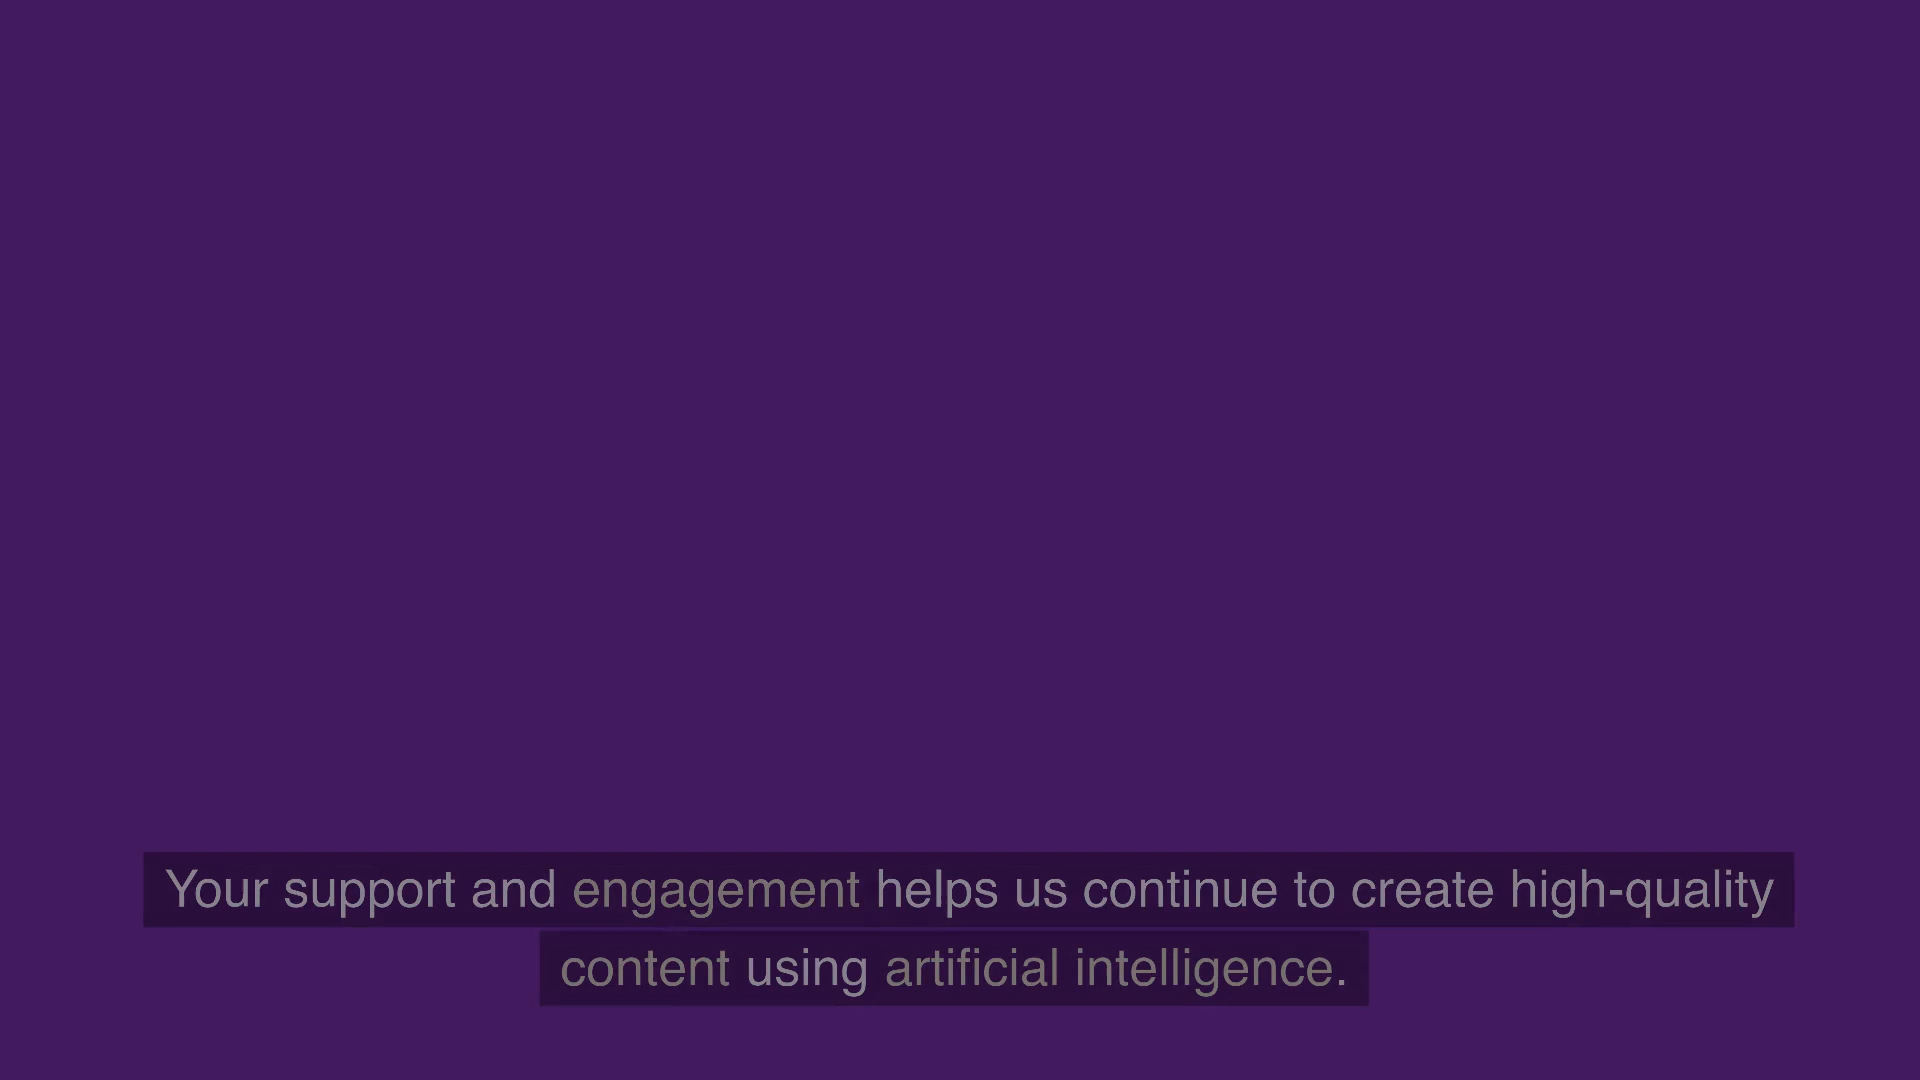 Your support and engagement helps us continue to create high-quality
content using artificial intelligence.